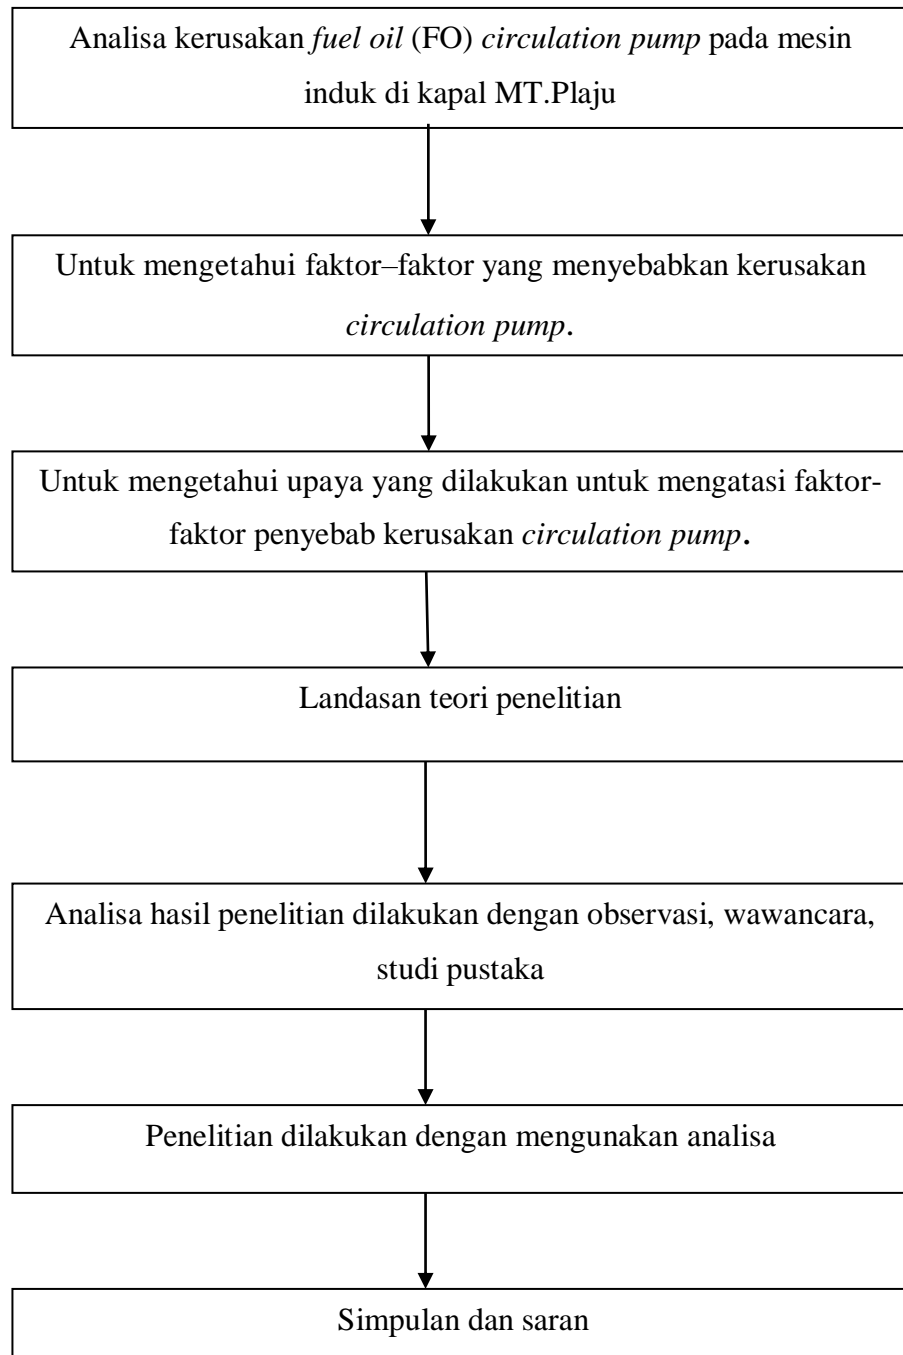 Analisa kerusakan fuel oil (FO) circulation pump pada mesin
induk di kapal MT.Plaju
Untuk mengetahui faktor–faktor yang menyebabkan kerusakan
circulation pump.
Untuk mengetahui upaya yang dilakukan untuk mengatasi faktor-
faktor penyebab kerusakan circulation pump.
Landasan teori penelitian
Analisa hasil penelitian dilakukan dengan observasi, wawancara,
studi pustaka
Penelitian dilakukan dengan mengunakan analisa
Simpulan dan saran